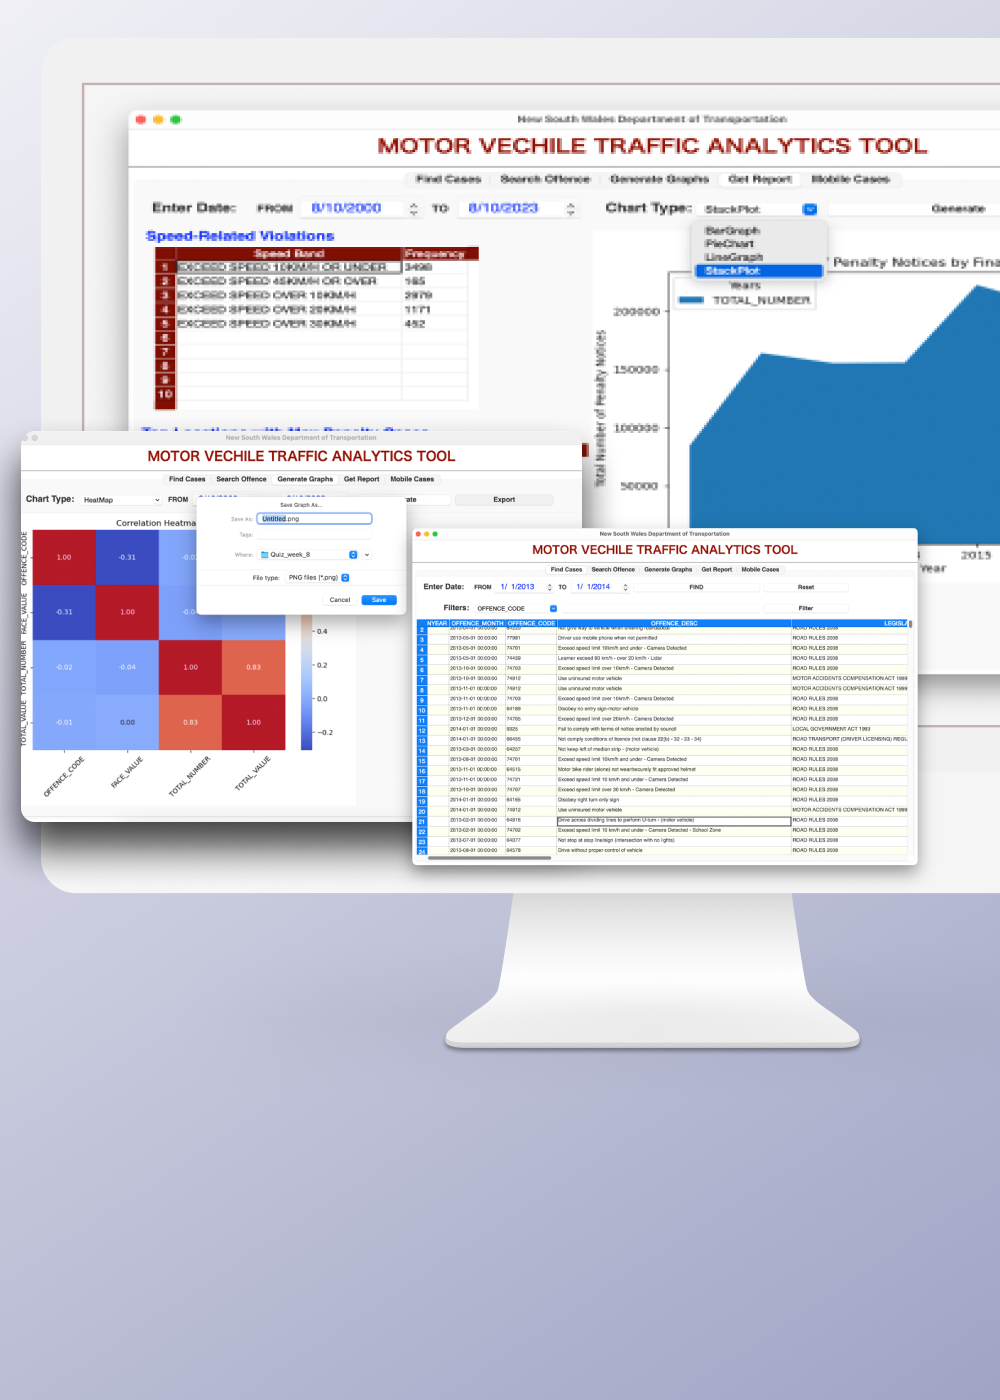 New South Wales Department of Transportation
MOTOR VECHILE TRAFFIC ANALYTICS TOOL
Find Cases Search Offence Generate Graphs Get Report Mobile Cases
Enter Date: FROM 8/10/2000 TO 8/10/2023 Chart Type: StackPlot Generate
BarGraph
PieChart
LineGraph
StackPlot
Speed-Related Violations
Speed Band Frequency
1 EXCEED SPEED 10KM/H OR UNDER 3498
2 EXCEED SPEED 45KM/H OR OVER 165
3 EXCEED SPEED OVER 10KM/H 2979
4 EXCEED SPEED OVER 20KM/H 1171
5 EXCEED SPEED OVER 30KM/H 452
6
7
8
9
10
Penalty Notices by Fina
Years
TOTAL_NUMBER
Total Number of Penalty Notices
200000
150000
100000
50000
2015
Year
New South Wales Department of Transportation
MOTOR VECHILE TRAFFIC ANALYTICS TOOL
Find Cases Search Offence Generate Graphs Get Report Mobile Cases
Chart Type: HeatMap FROM ate Export
Save Graph As...
Save As: Untitled.png
Tags:
Where: Quiz_week_8
File type: PNG files (*.png)
Cancel Save
Correlation Heatma
OFFENCE_CODE 1.00 -0.31 -0.0
FACE_VALUE -0.31 1.00 -0.0
TOTAL_NUMBER -0.02 -0.04 1.00 0.83
TOTAL_VALUE -0.01 0.00 0.83 1.00
OFFENCE_CODE FACE_VALUE TOTAL_NUMBER TOTAL_VALUE
0.4
0.2
0.0
−0.2
New South Wales Department of Transportation
MOTOR VECHILE TRAFFIC ANALYTICS TOOL
Find Cases Search Offence Generate Graphs Get Report Mobile Cases
Enter Date: FROM 1/ 1/2013 TO 1/ 1/2014 FIND Reset
Filters: OFFENCE_CODE Filter
NYEAR OFFENCE_MONTH OFFENCE_CODE OFFENCE_DESC LEGISLA
2 ROAD RULES 2008
3 2013-05-01 00:00:00 77981 Driver use mobile phone when not permitted ROAD RULES 2008
4 2013-05-01 00:00:00 74701 Exceed speed limit 10km/h and under - Camera Detected ROAD RULES 2008
5 2013-05-01 00:00:00 74439 Learner exceed 80 km/h - over 20 km/h - Lidar ROAD RULES 2008
6 2013-10-01 00:00:00 74703 Exceed speed limit over 10km/h - Camera Detected ROAD RULES 2008
7 2013-10-01 00:00:00 74912 Use uninsured motor vehicle MOTOR ACCIDENTS COMPENSATION ACT 1999
8 2013-11-01 00:00:00 74912 Use uninsured motor vehicle MOTOR ACCIDENTS COMPENSATION ACT 1999
9 2013-11-01 00:00:00 74703 Exceed speed limit over 10km/h - Camera Detected ROAD RULES 2008
10 2013-10-01 00:00:00 64189 Disobey no entry sign-motor vehicle ROAD RULES 2008
11 2013-12-01 00:00:00 74705 Exceed speed limit over 20km/h - Camera Detected ROAD RULES 2008
12 2014-01-01 00:00:00 9325 Fail to comply with terms of notice erected by council LOCAL GOVERNMENT ACT 1993
13 2014-01-01 00:00:00 66455 Not comply conditions of licence (not clause 22(b) - 32 - 33 - 34) ROAD TRANSPORT (DRIVER LICENSING) REGU
14 2013-03-01 00:00:00 64257 Not keep left of median strip - (motor vehicle) ROAD RULES 2008
15 2013-08-01 00:00:00 74701 Exceed speed limit 10km/h and under - Camera Detected ROAD RULES 2008
16 2013-11-01 00:00:00 64515 Motor bike rider (alone) not wear/securely fit approved helmet ROAD RULES 2008
17 2013-11-01 00:00:00 74721 Exceed speed limit 10 km/h and under - Camera Detected ROAD RULES 2008
18 2013-10-01 00:00:00 74707 Exceed speed limit over 30 km/h - Camera Detected ROAD RULES 2008
19 2014-01-01 00:00:00 64165 Disobey right turn only sign ROAD RULES 2008
20 2014-01-01 00:00:00 74912 Use uninsured motor vehicle MOTOR ACCIDENTS COMPENSATION ACT 1999
21 2013-02-01 00:00:00 64916 Drive across dividing lines to perform U-turn - (motor vehicle) ROAD RULES 2008
22 2013-02-01 00:00:00 74702 Exceed speed limit 10 km/h and under - Camera Detected - School Zone ROAD RULES 2008
23 2013-07-01 00:00:00 64077 Not stop at stop line/sign (intersection with no lights) ROAD RULES 2008
24 2013-08-01 00:00:00 64578 Drive without proper control of vehicle ROAD RULES 2008